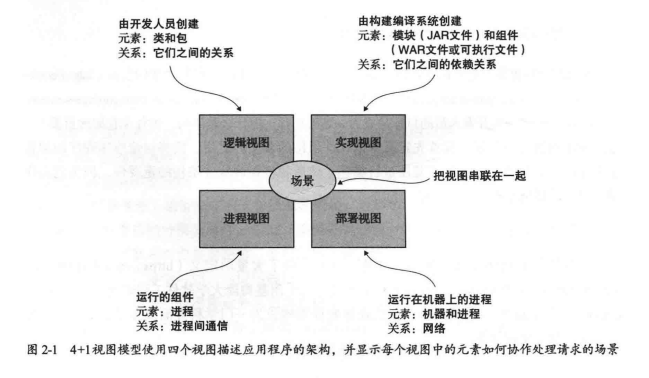 由开发人员创建
元素：类和包
关系：它们之间的关系
由构建编译系统创建
元素：模块（JAR文件）和组件
（WAR文件或可执行文件）
关系：它们之间的依赖关系
逻辑视图
实现视图
场景
把视图串联在一起
进程视图
部署视图
运行的组件
元素：进程
关系：进程间通信
运行在机器上的进程
元素：机器和进程
关系：网络
图 2-1 4+1视图模型使用四个视图描述应用程序的架构，并显示每个视图中的元素如何协作处理请求的场景